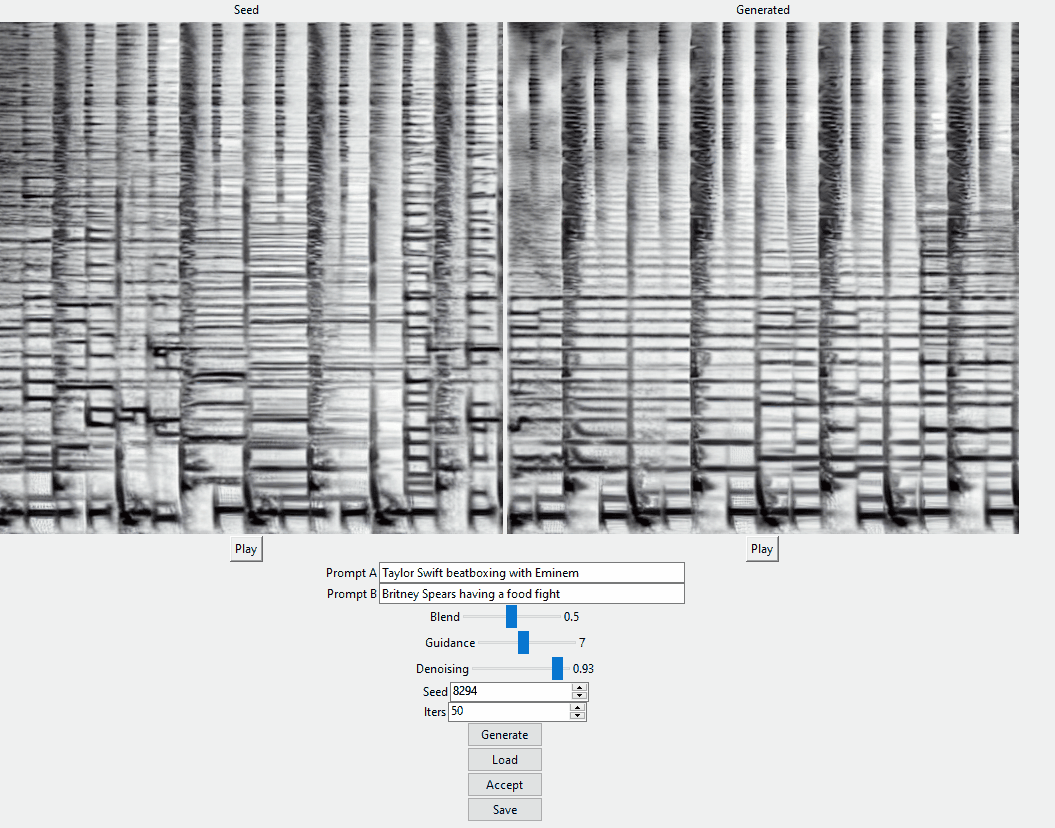 Seed Generated
Play Play
Prompt A Taylor Swift beatboxing with Eminem
Prompt B Britney Spears having a food fight
Blend 0.5
Guidance 7
Denoising 0.93
Seed 8294
Iters 50
Generate
Load
Accept
Save